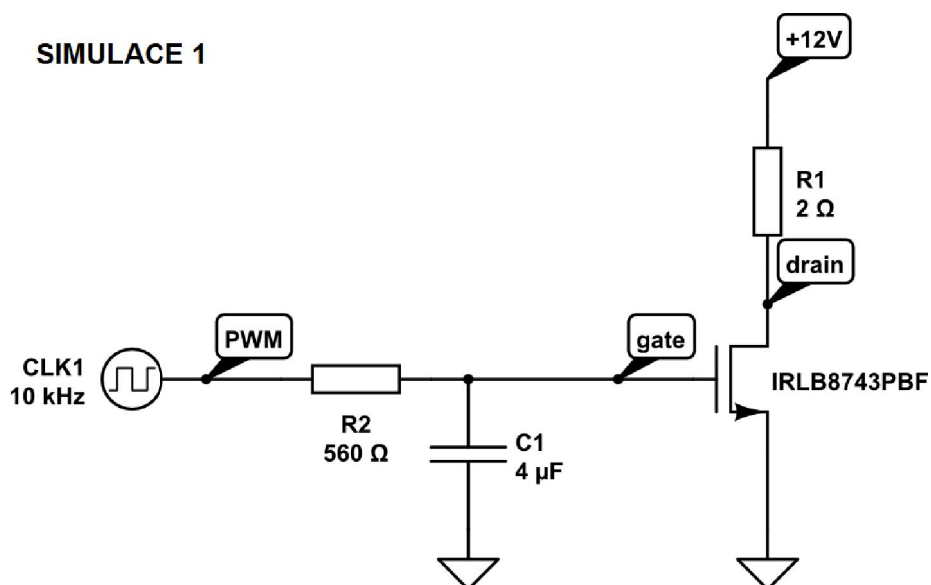 SIMULACE 1
+12V
R1
2 Ω
drain
PWM
gate
CLK1
10 kHz
IRLB8743PBF
R2
560 Ω
C1
4 µF